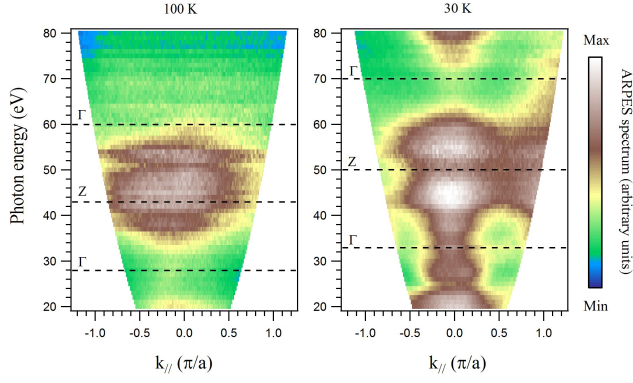 100 K
30 K
80
70
60
50
40
30
20
Γ
Z
Γ
-1.0
-0.5
0.0
0.5
1.0
k// (π/a)
Photon energy (eV)
80
70
60
50
40
30
20
Γ
Z
Γ
-1.0
-0.5
0.0
0.5
1.0
k// (π/a)
Max
Min
ARPES spectrum (arbitrary units)